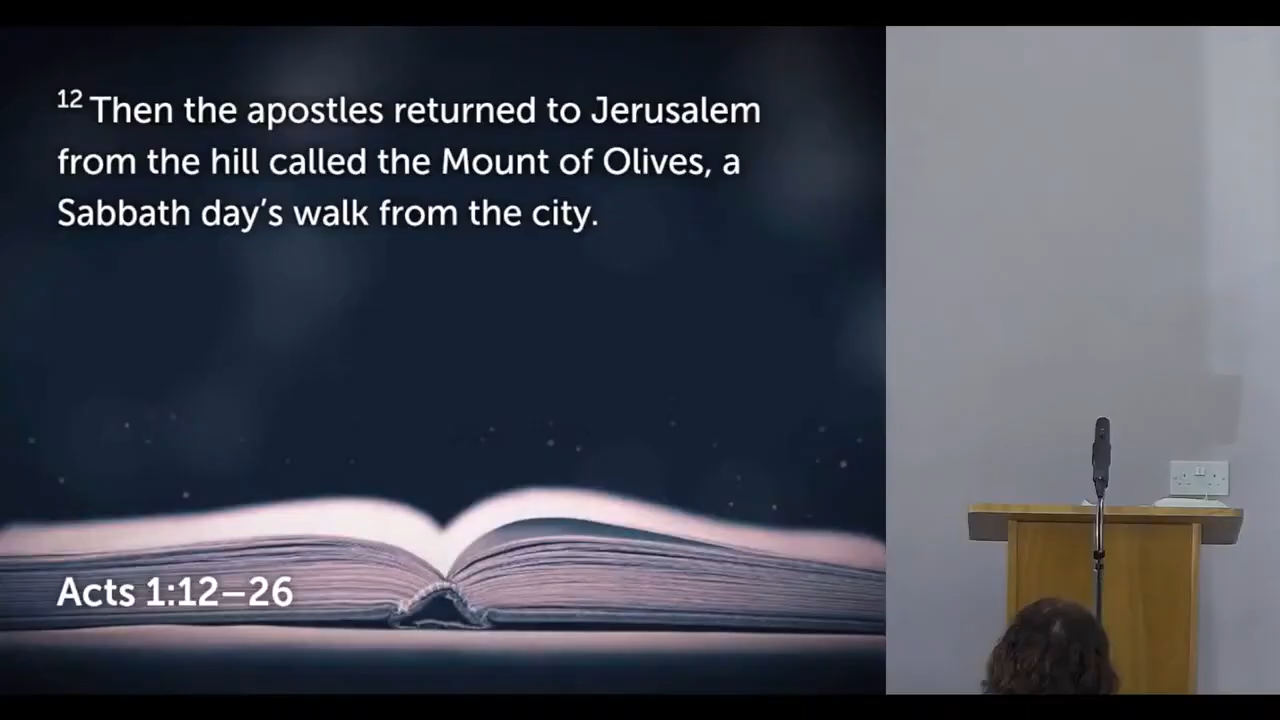 12 Then the apostles returned to Jerusalem
from the hill called the Mount of Olives, a
Sabbath day’s walk from the city.
Acts 1:12–26